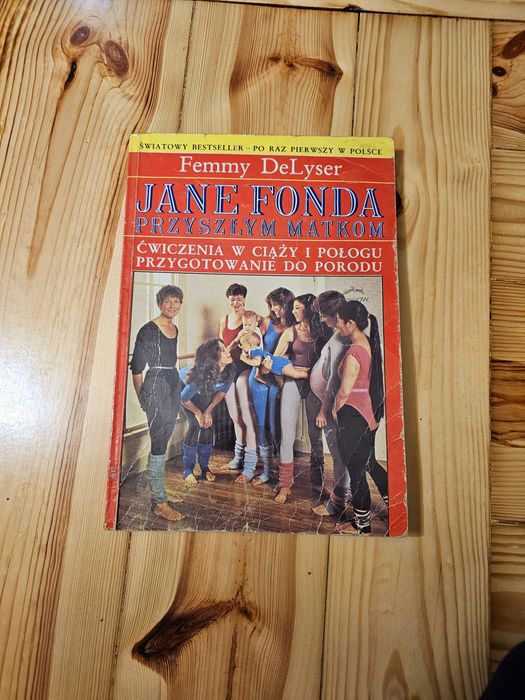 ŚWIATOWY BESTSELLER – PO RAZ PIERWSZY W POLSCE
Femmy DeLyser
JANE FONDA
PRZYSZŁYM MATKOM
ĆWICZENIA W CIĄŻY I POŁOGU
PRZYGOTOWANIE DO PORODU